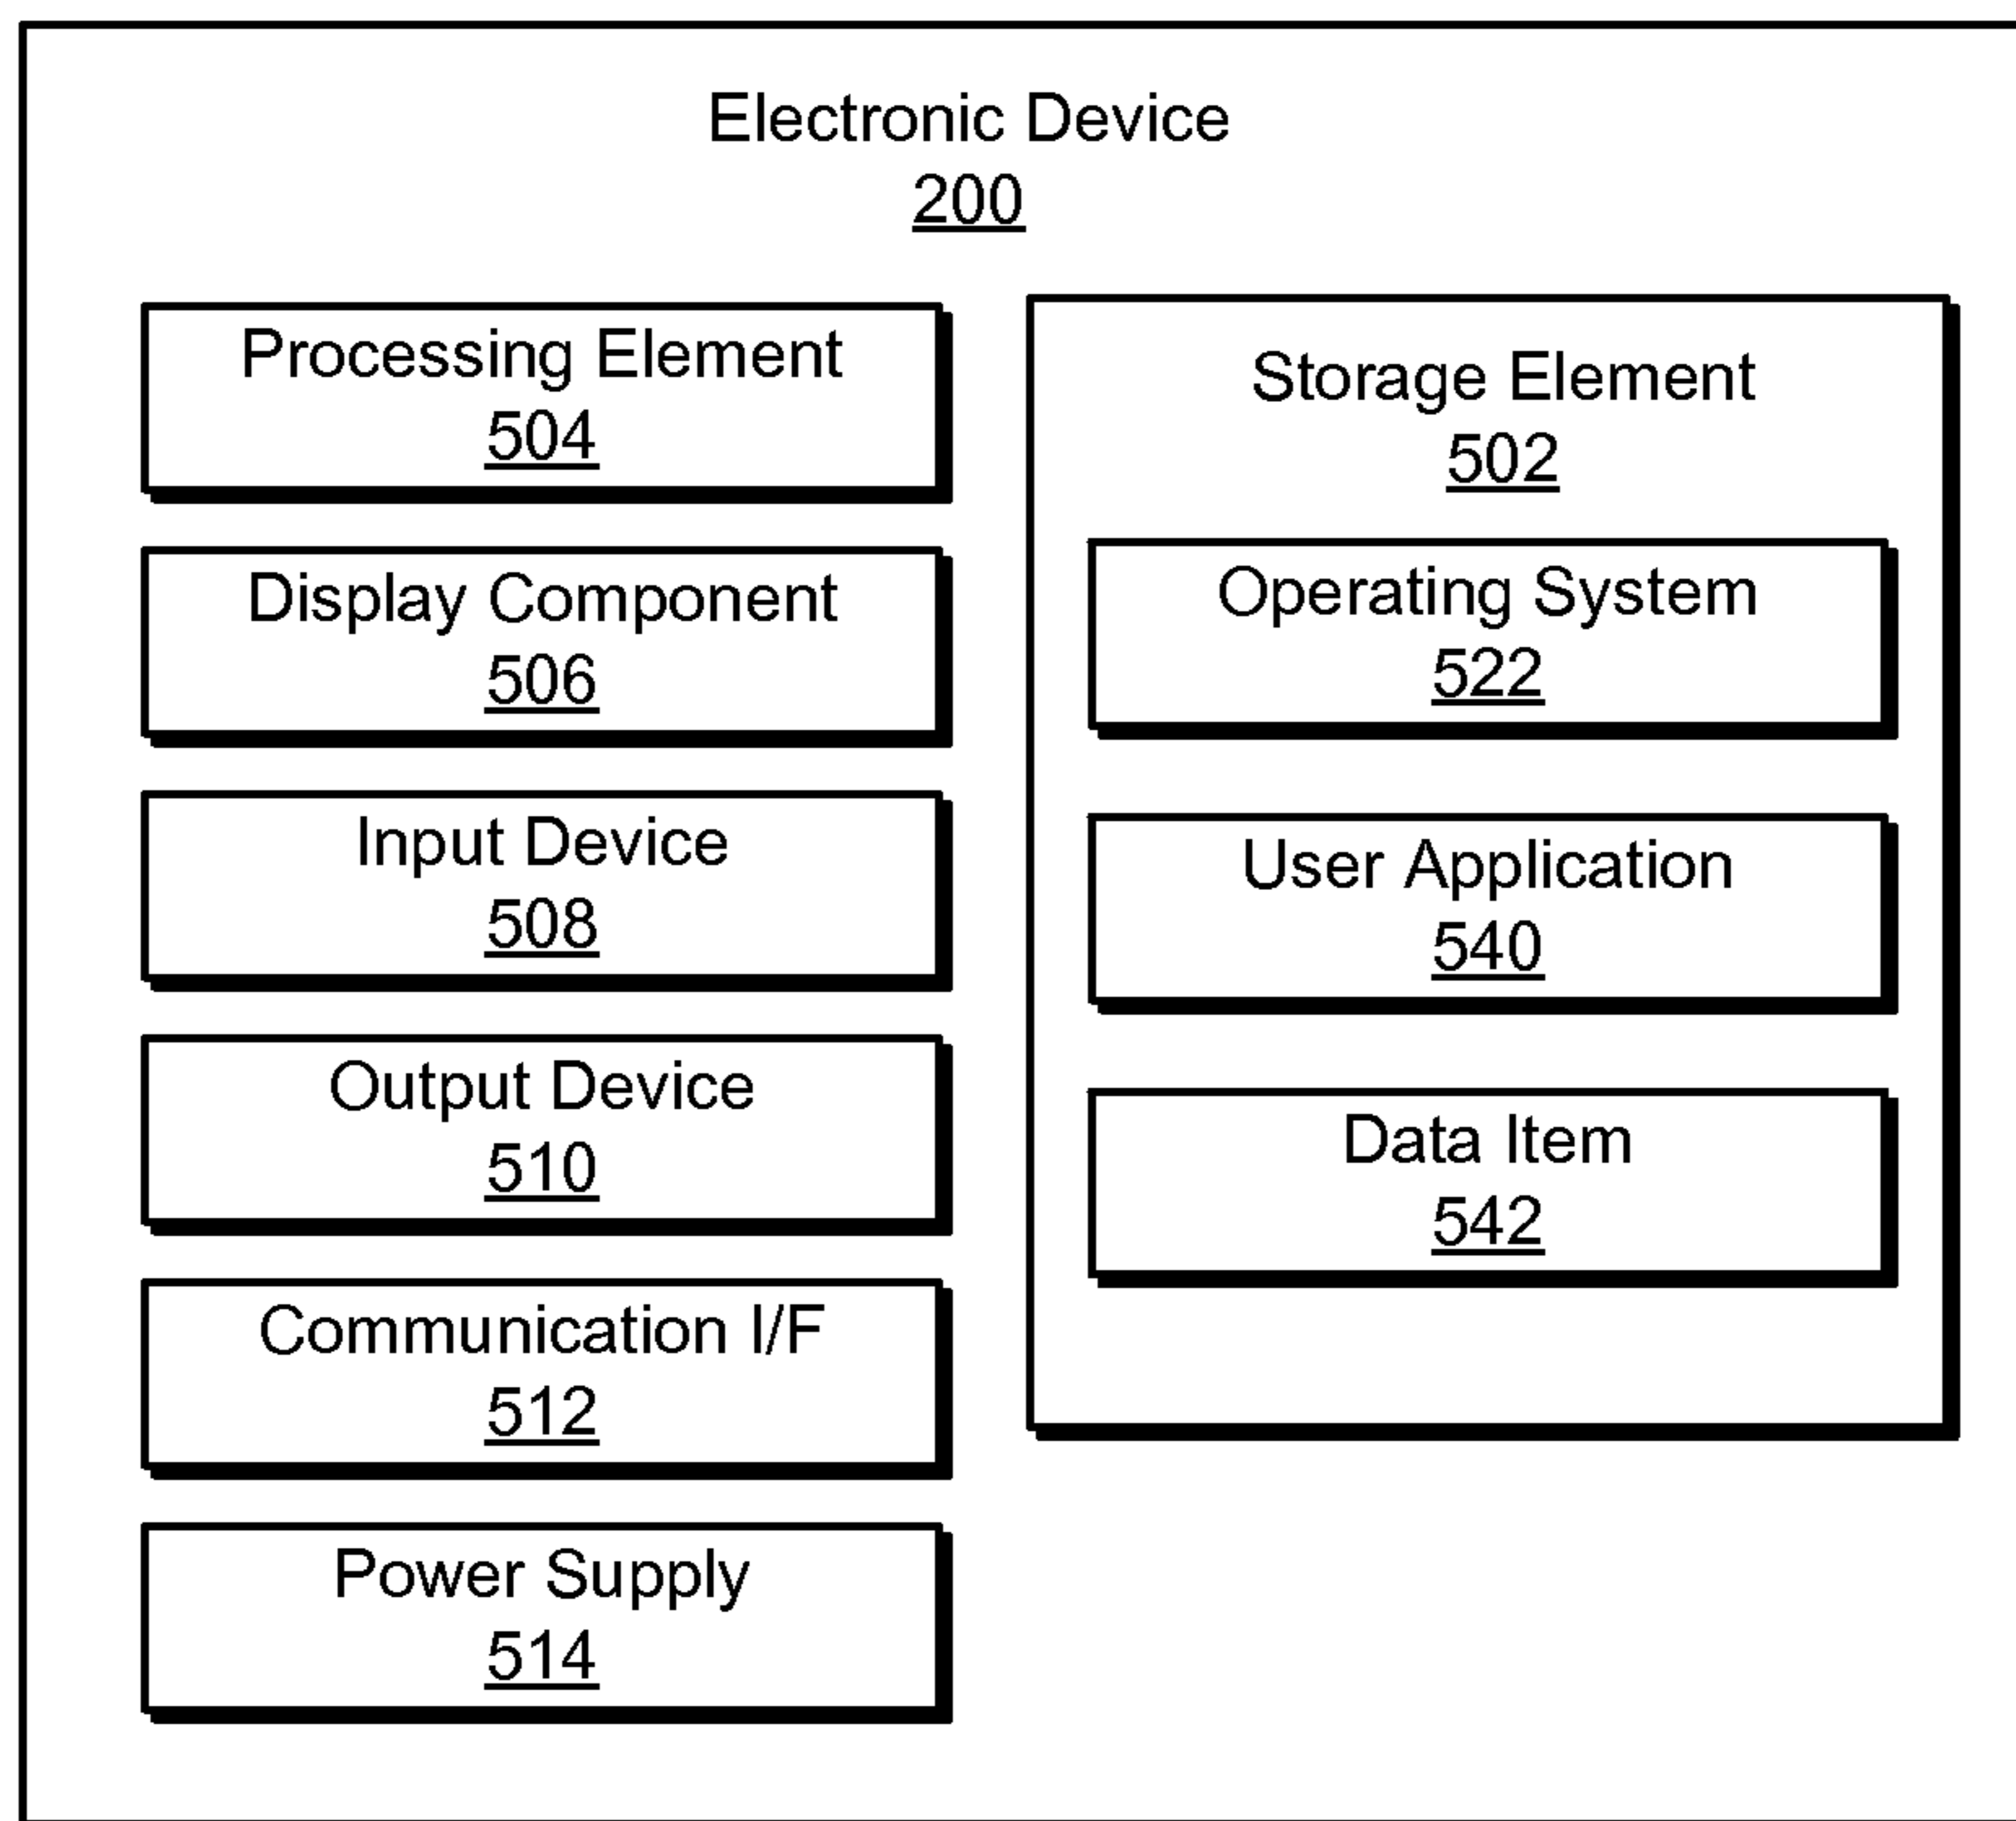 Electronic Device
200
Processing Element
504
Display Component
506
Input Device
508
Output Device
510
Communication I/F
512
Power Supply
514
Storage Element
502
Operating System
522
User Application
540
Data Item
542